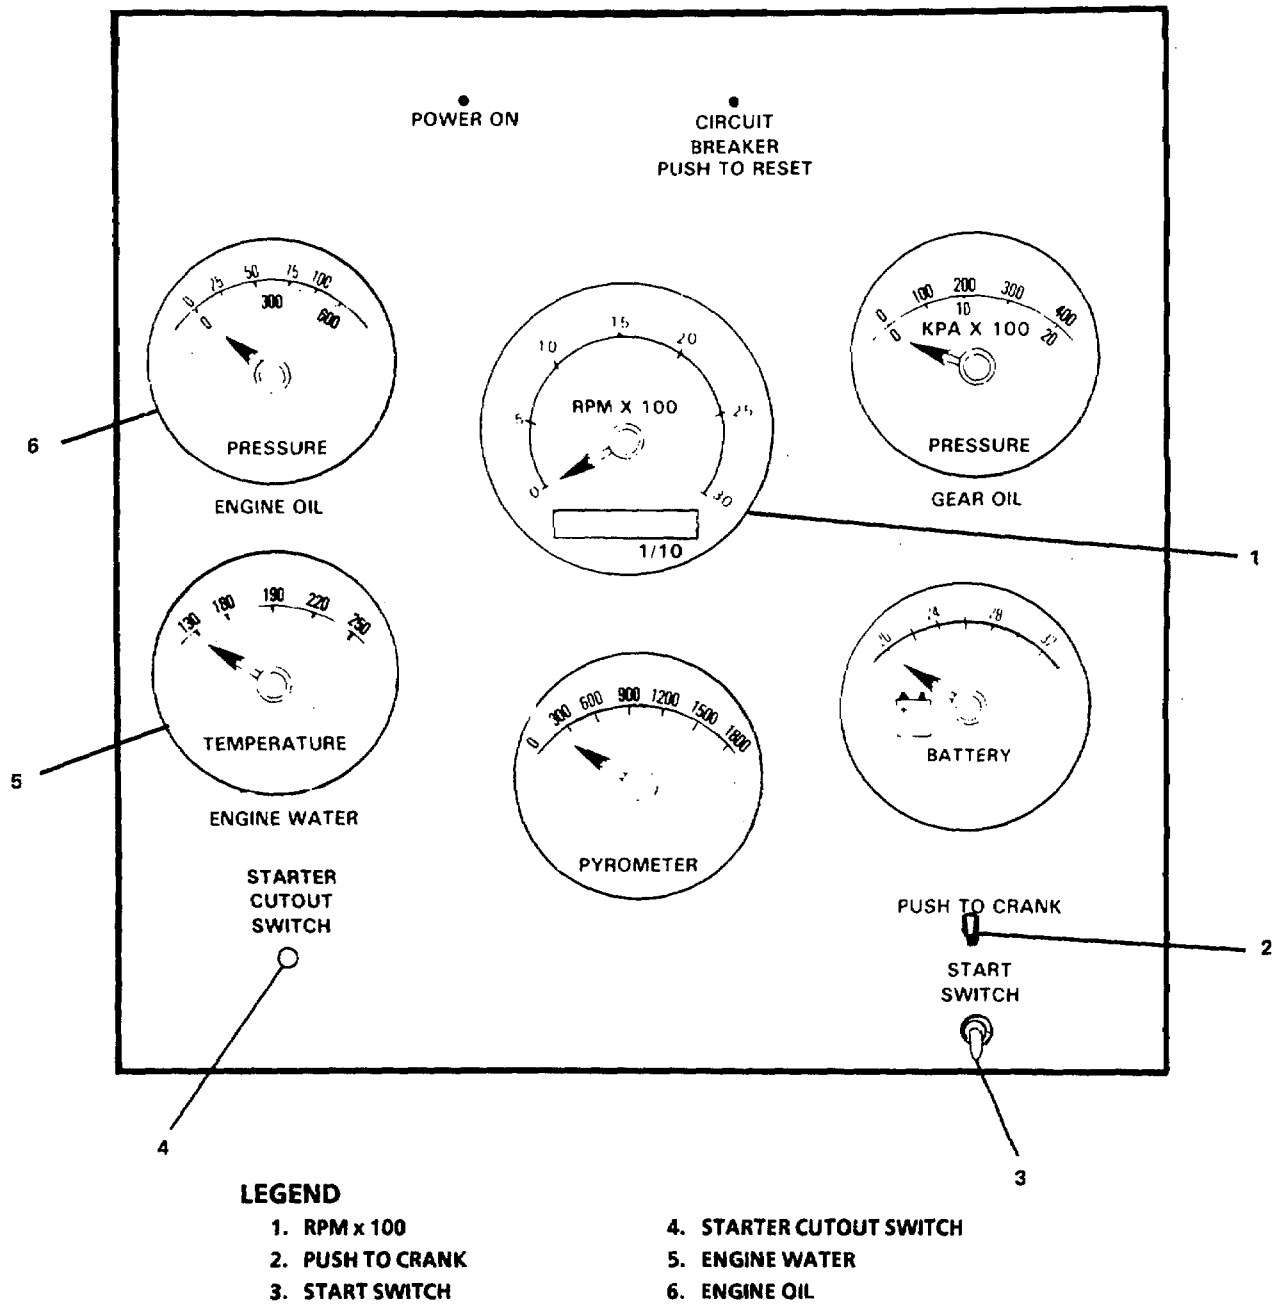 POWER ON
CIRCUIT
BREAKER
PUSH TO RESET
0 25 50 75 100
0 300 600
PRESSURE
ENGINE OIL
0 5 10 15 20 25 30
RPM X 100
1/10
0 100 200 300 400
0 10 20
KPA X 100
PRESSURE
GEAR OIL
130 180 190 220 250
TEMPERATURE
ENGINE WATER
0 300 600 900 1200 1500 1800
PYROMETER
24 28
BATTERY
STARTER
CUTOUT
SWITCH
PUSH TO CRANK
START
SWITCH
6
1
5
2
4
3
LEGEND
1. RPM x 100
2. PUSH TO CRANK
3. START SWITCH
4. STARTER CUTOUT SWITCH
5. ENGINE WATER
6. ENGINE OIL